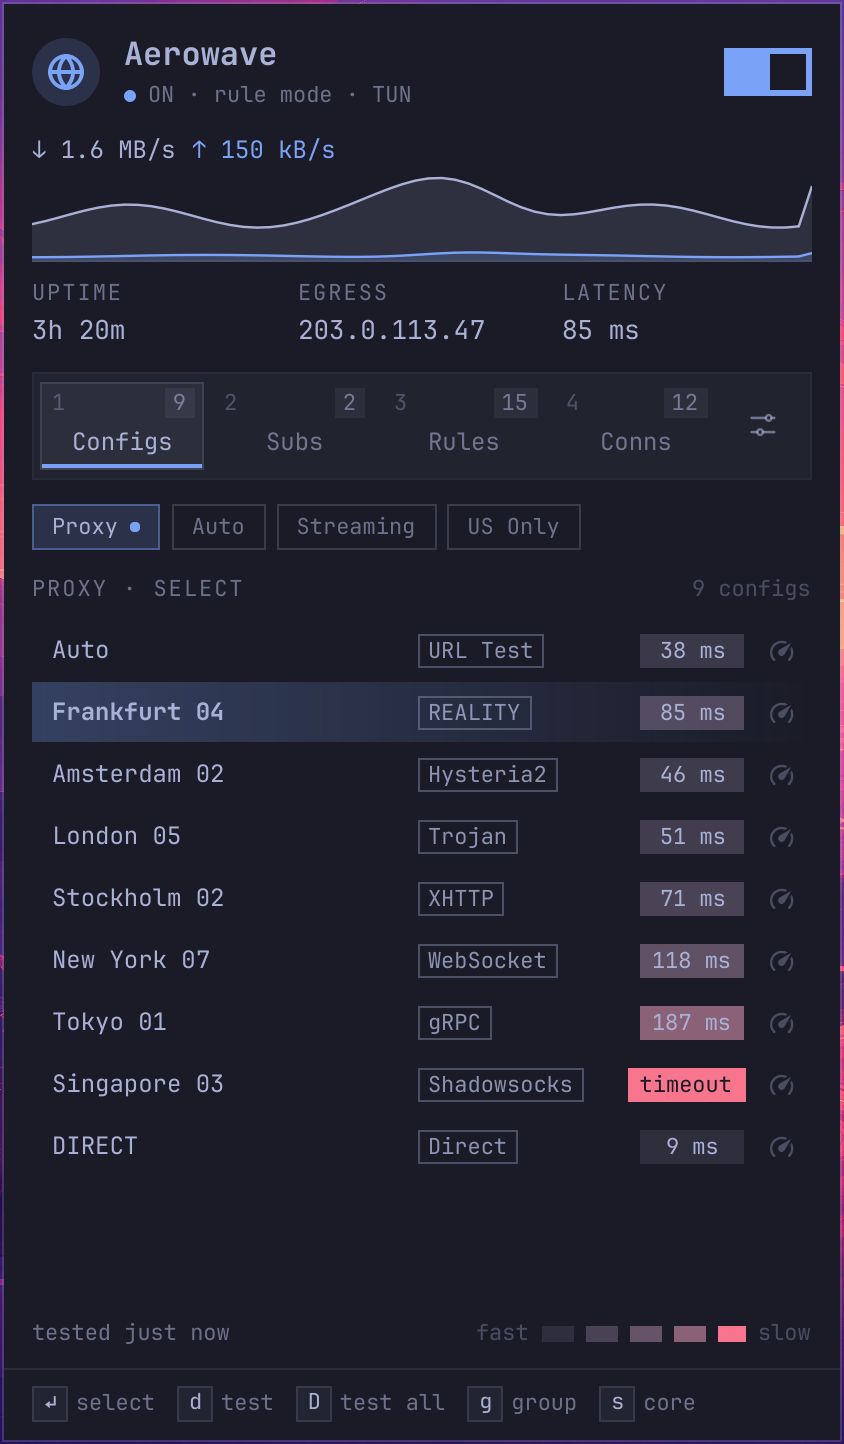 Aerowave
ON · rule mode · TUN
↓ 1.6 MB/s ↑ 150 kB/s
UPTIME EGRESS LATENCY
3h 20m 203.0.113.47 85 ms
1 9 2 2 3 15 4 12
Configs Subs Rules Conns
Proxy Auto Streaming US Only
PROXY · SELECT 9 configs
Auto URL Test 38 ms
Frankfurt 04 REALITY 85 ms
Amsterdam 02 Hysteria2 46 ms
London 05 Trojan 51 ms
Stockholm 02 XHTTP 71 ms
New York 07 WebSocket 118 ms
Tokyo 01 gRPC 187 ms
Singapore 03 Shadowsocks timeout
DIRECT Direct 9 ms
tested just now fast slow
↲ select d test D test all g group s core